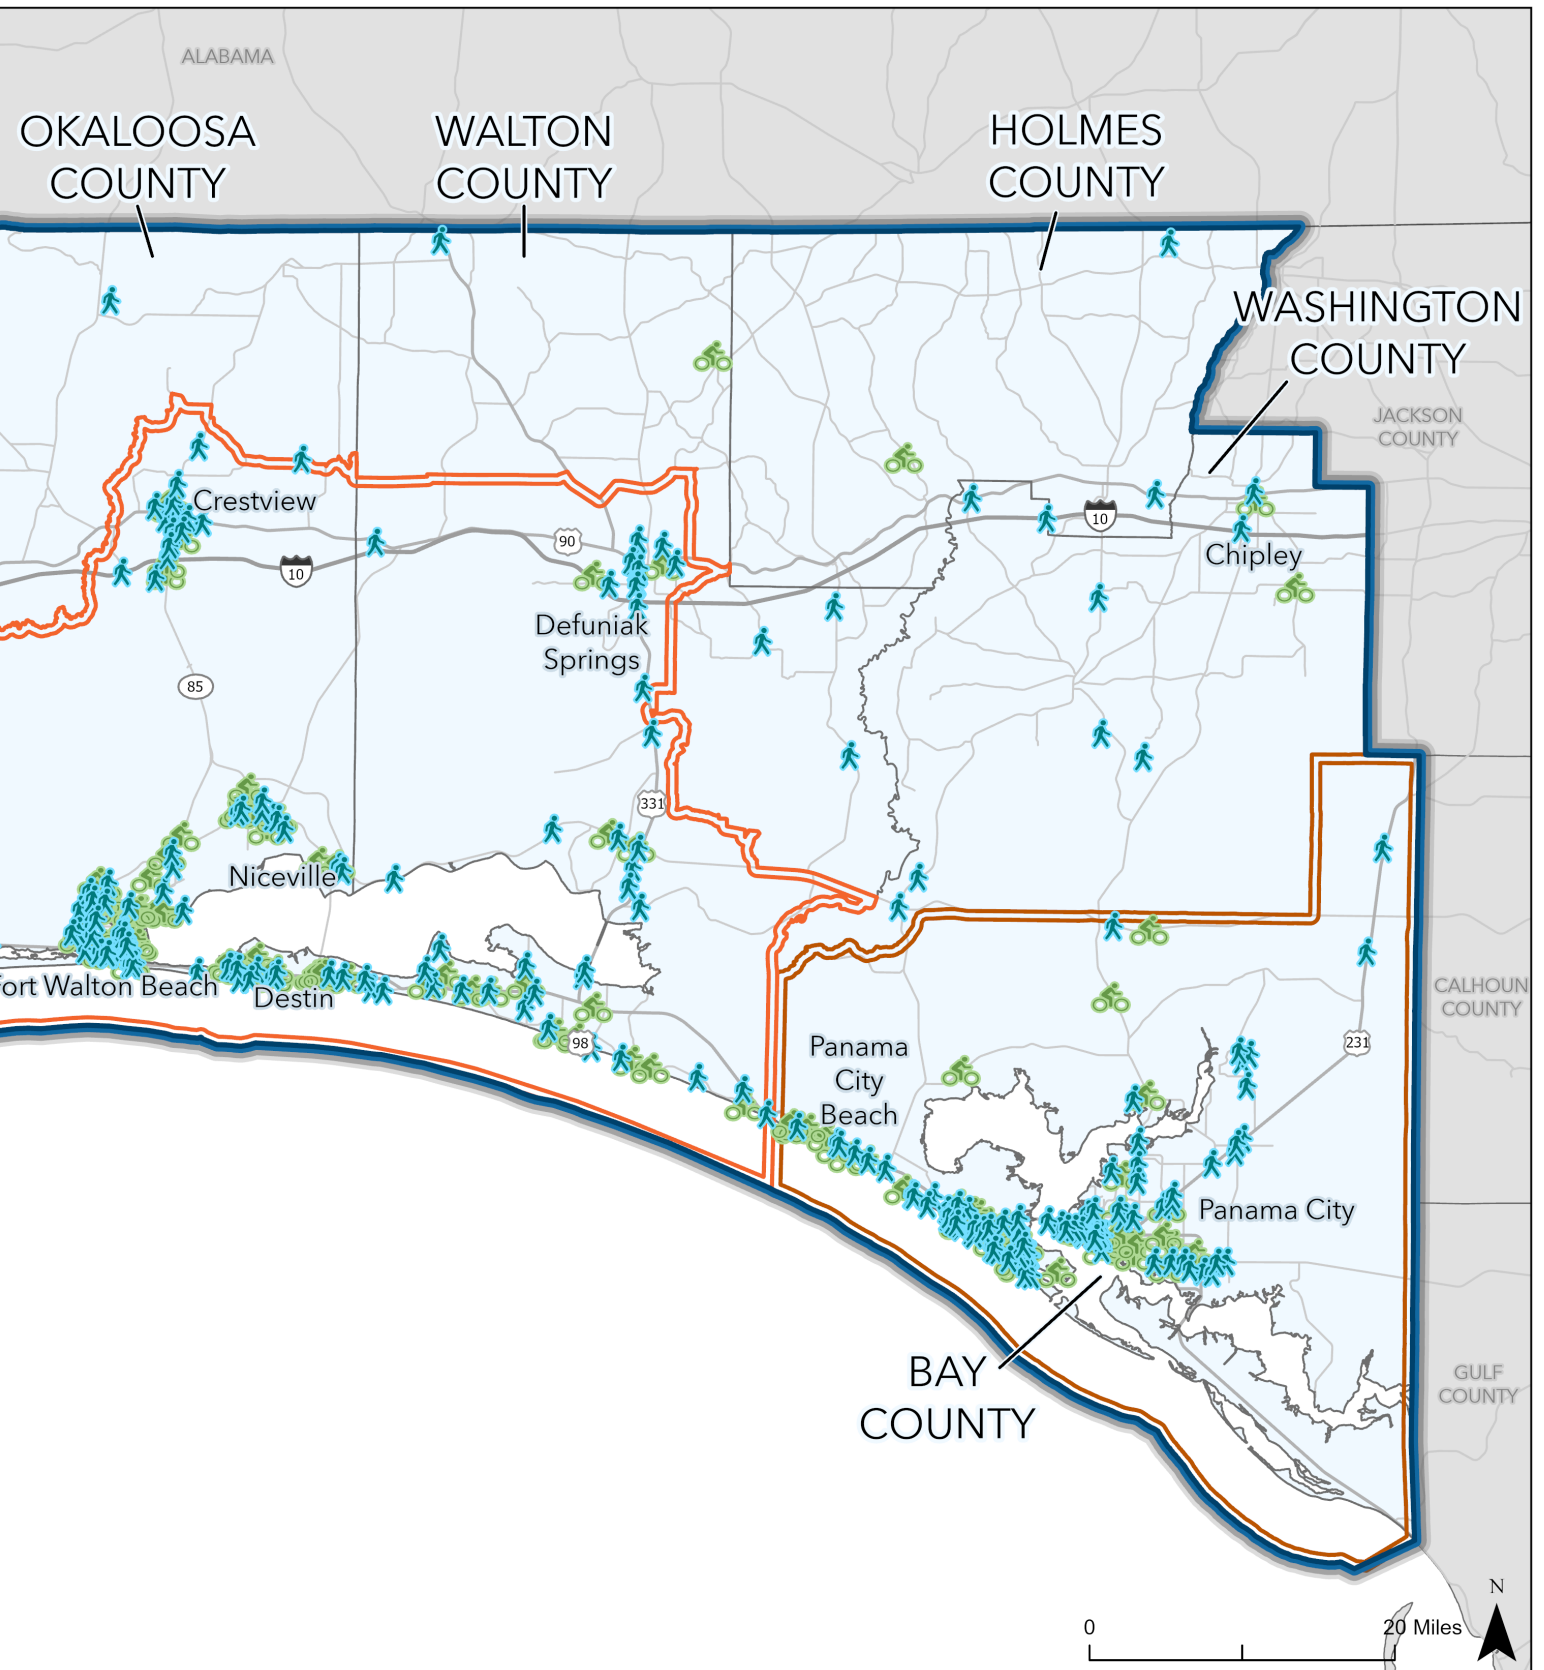 ALABAMA
OKALOOSA
COUNTY
WALTON
COUNTY
HOLMES
COUNTY
WASHINGTON
COUNTY
JACKSON
COUNTY
Crestview
90
10
10
Chipley
Defuniak
Springs
85
331
Niceville
ort Walton Beach
Destin
98
CALHOUN
COUNTY
231
Panama
City
Beach
Panama City
BAY
COUNTY
GULF
COUNTY
N
0
20 Miles